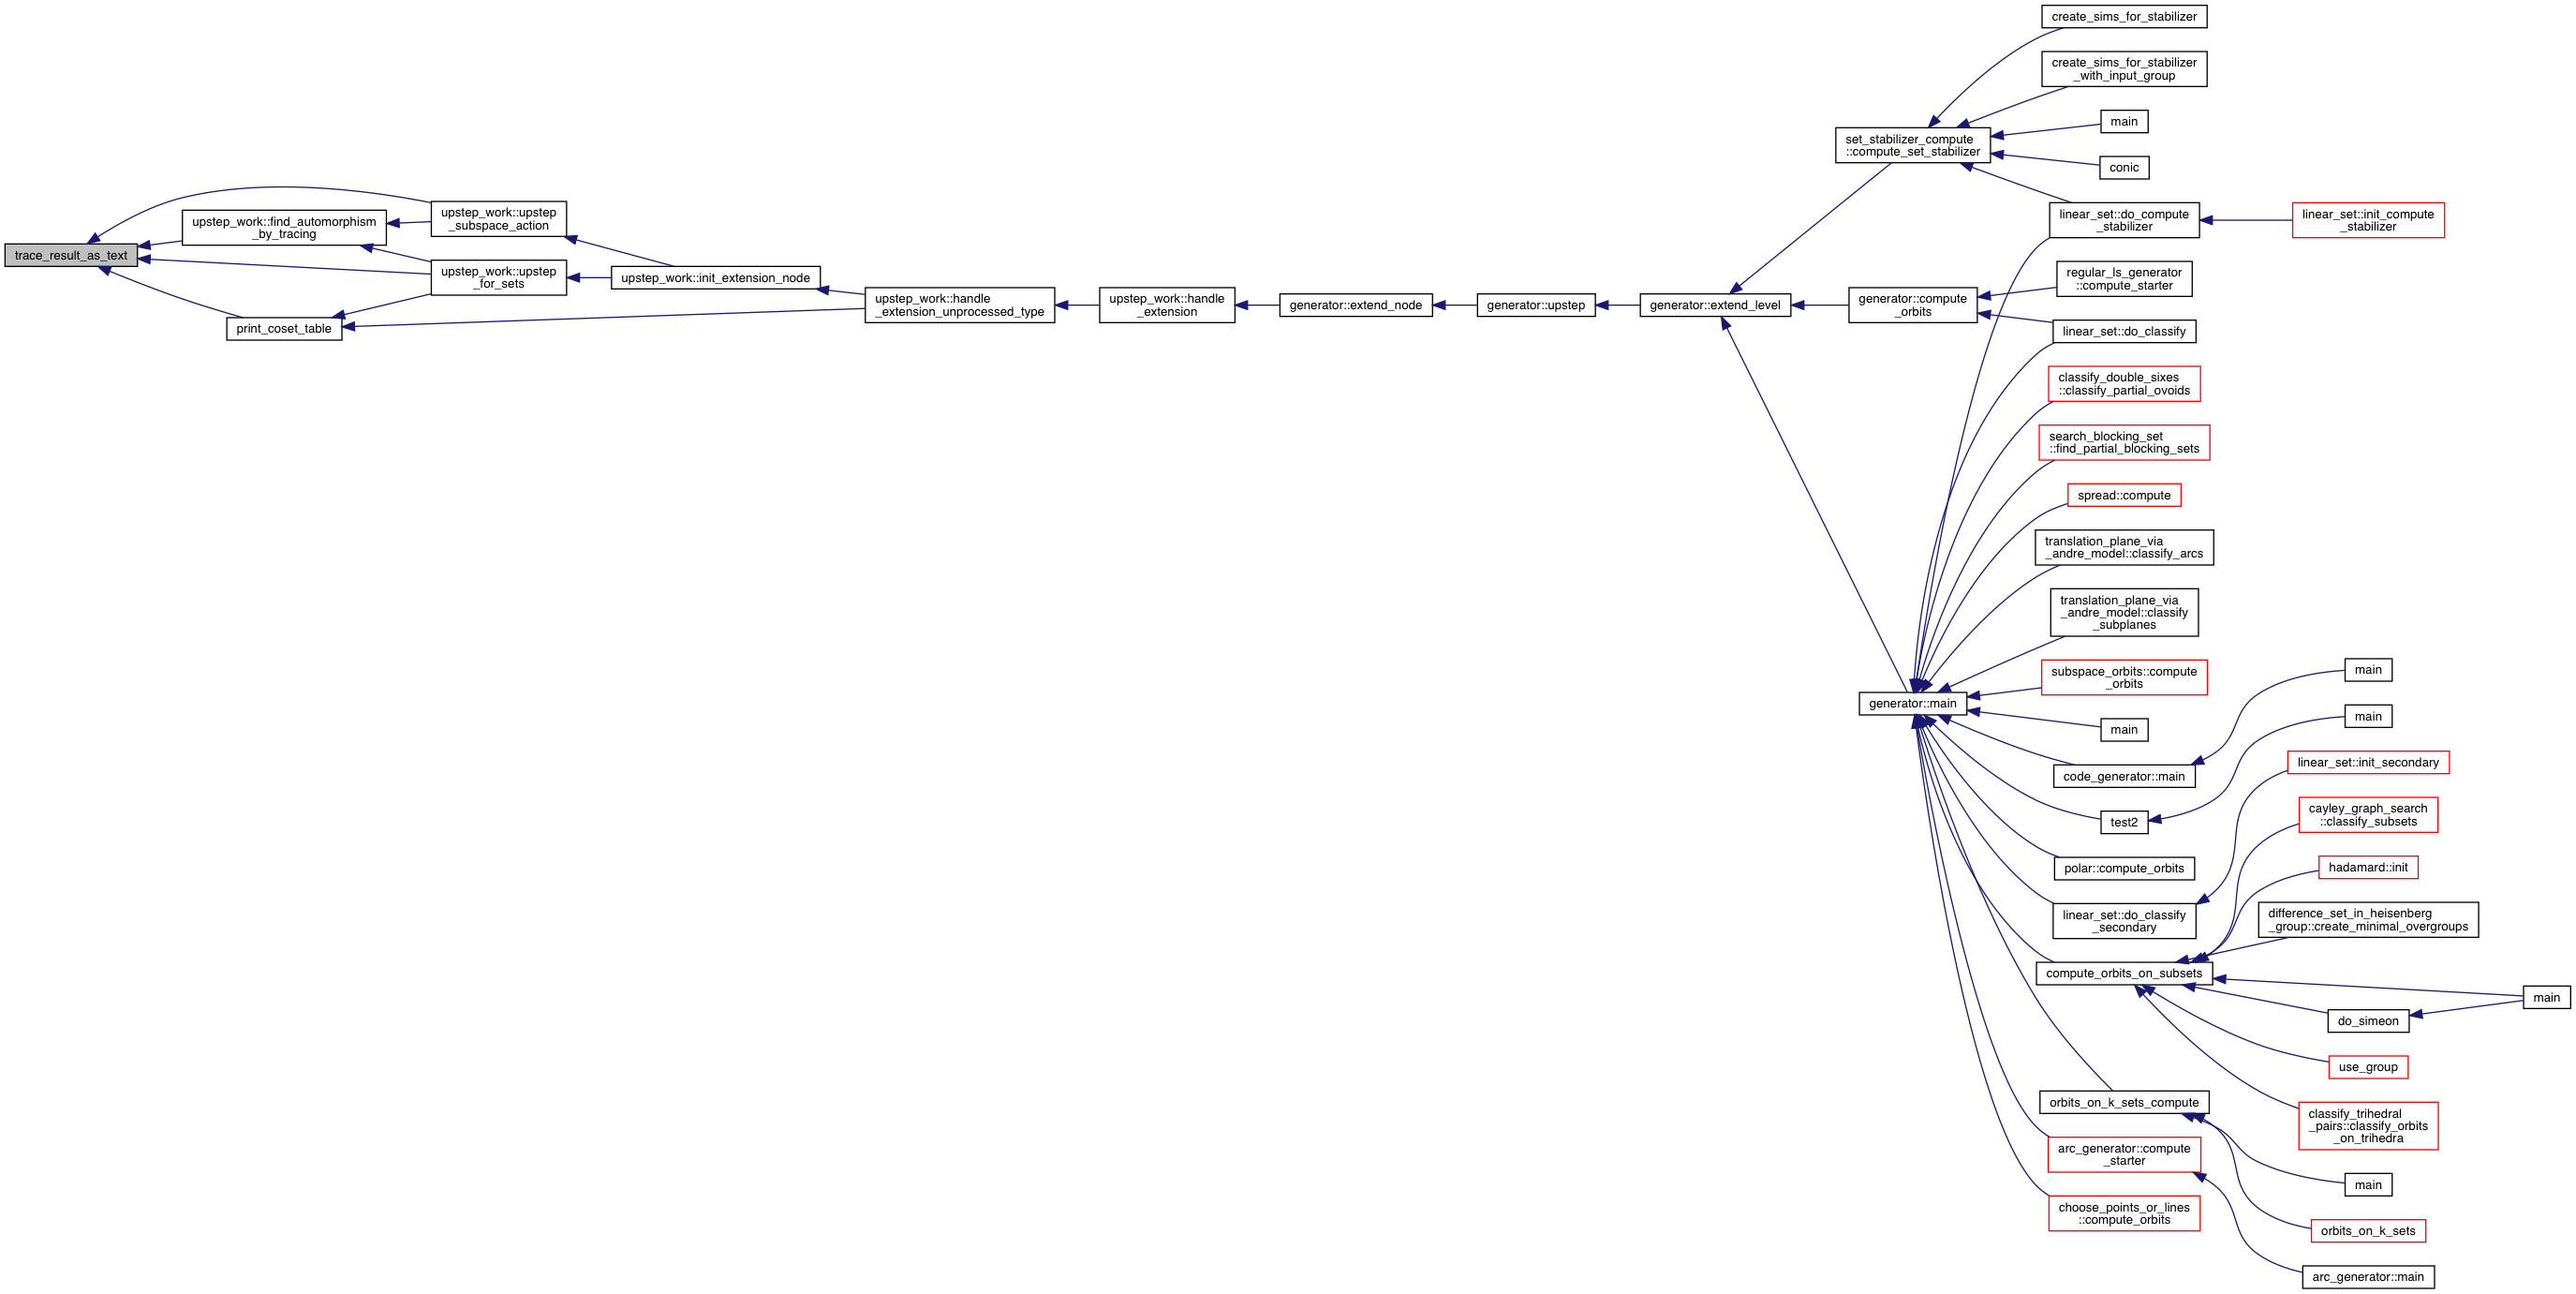 trace_result_as_text
upstep_work::find_automorphism
_by_tracing
print_coset_table
upstep_work::upstep
_subspace_action
upstep_work::upstep
_for_sets
upstep_work::init_extension_node
upstep_work::handle
_extension_unprocessed_type
upstep_work::handle
_extension
generator::extend_node
generator::upstep
generator::extend_level
set_stabilizer_compute
::compute_set_stabilizer
generator::compute
_orbits
generator::main
create_sims_for_stabilizer
create_sims_for_stabilizer
_with_input_group
main
conic
linear_set::do_compute
_stabilizer
regular_ls_generator
::compute_starter
linear_set::do_classify
classify_double_sixes
::classify_partial_ovoids
search_blocking_set
::find_partial_blocking_sets
spread::compute
translation_plane_via
_andre_model::classify_arcs
translation_plane_via
_andre_model::classify
_subplanes
subspace_orbits::compute
_orbits
main
code_generator::main
test2
polar::compute_orbits
linear_set::do_classify
_secondary
compute_orbits_on_subsets
orbits_on_k_sets_compute
arc_generator::compute
_starter
choose_points_or_lines
::compute_orbits
linear_set::init_compute
_stabilizer
main
main
linear_set::init_secondary
cayley_graph_search
::classify_subsets
hadamard::init
difference_set_in_heisenberg
_group::create_minimal_overgroups
do_simeon
use_group
classify_trihedral
_pairs::classify_orbits
_on_trihedra
main
orbits_on_k_sets
arc_generator::main
main